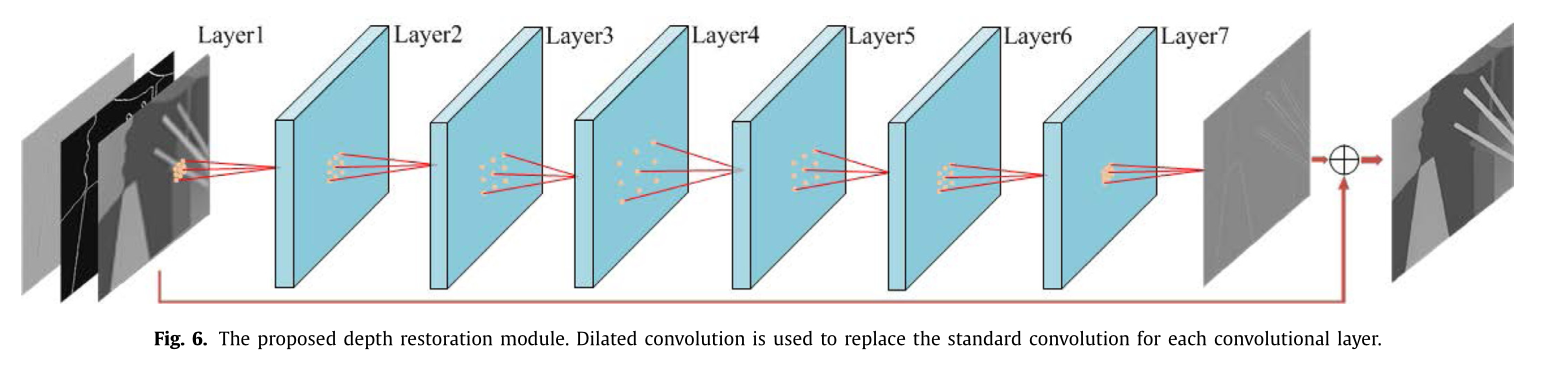 Layer1
Layer2
Layer3
Layer4
Layer5
Layer6
Layer7
Fig. 6. The proposed depth restoration module. Dilated convolution is used to replace the standard convolution for each convolutional layer.